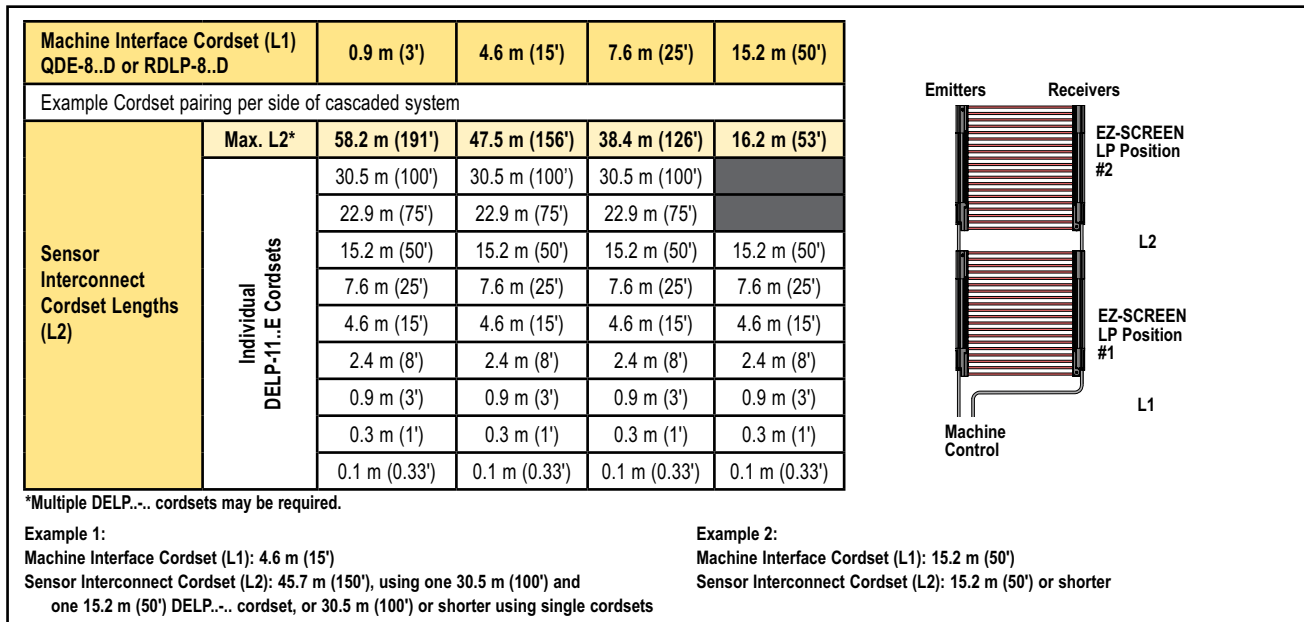 Machine Interface Cordset (L1)
QDE-8..D or RDLP-8..D
0.9 m (3')
4.6 m (15')
7.6 m (25')
15.2 m (50')
Example Cordset pairing per side of cascaded system
Sensor
Interconnect
Cordset Lengths
(L2)
Max. L2*
58.2 m (191')
47.5 m (156')
38.4 m (126')
16.2 m (53')
Individual
DELP-11..E Cordsets
30.5 m (100')
30.5 m (100')
30.5 m (100')
22.9 m (75')
22.9 m (75')
22.9 m (75')
15.2 m (50')
15.2 m (50')
15.2 m (50')
15.2 m (50')
7.6 m (25')
7.6 m (25')
7.6 m (25')
7.6 m (25')
4.6 m (15')
4.6 m (15')
4.6 m (15')
4.6 m (15')
2.4 m (8')
2.4 m (8')
2.4 m (8')
2.4 m (8')
0.9 m (3')
0.9 m (3')
0.9 m (3')
0.9 m (3')
0.3 m (1')
0.3 m (1')
0.3 m (1')
0.3 m (1')
0.1 m (0.33')
0.1 m (0.33')
0.1 m (0.33')
0.1 m (0.33')
Emitters
Receivers
EZ-SCREEN
LP Position
#2
L2
EZ-SCREEN
LP Position
#1
L1
Machine
Control
*Multiple DELP..-.. cordsets may be required.
Example 1:
Machine Interface Cordset (L1): 4.6 m (15')
Sensor Interconnect Cordset (L2): 45.7 m (150'), using one 30.5 m (100') and
one 15.2 m (50') DELP..-.. cordset, or 30.5 m (100') or shorter using single cordsets
Example 2:
Machine Interface Cordset (L1): 15.2 m (50')
Sensor Interconnect Cordset (L2): 15.2 m (50') or shorter